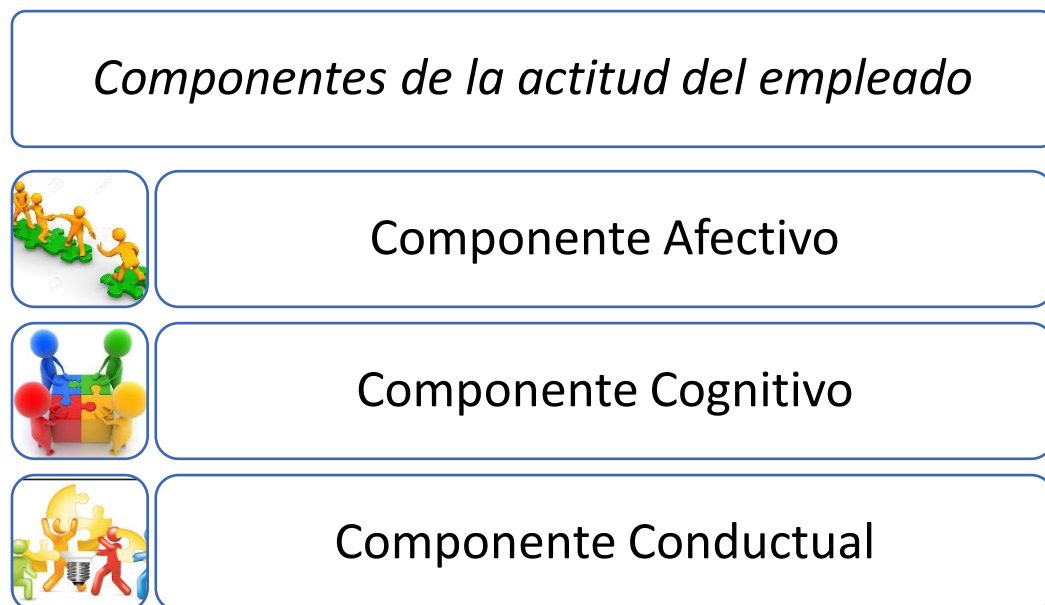 Componentes de la actitud del empleado
Componente Afectivo
Componente Cognitivo
Componente Conductual